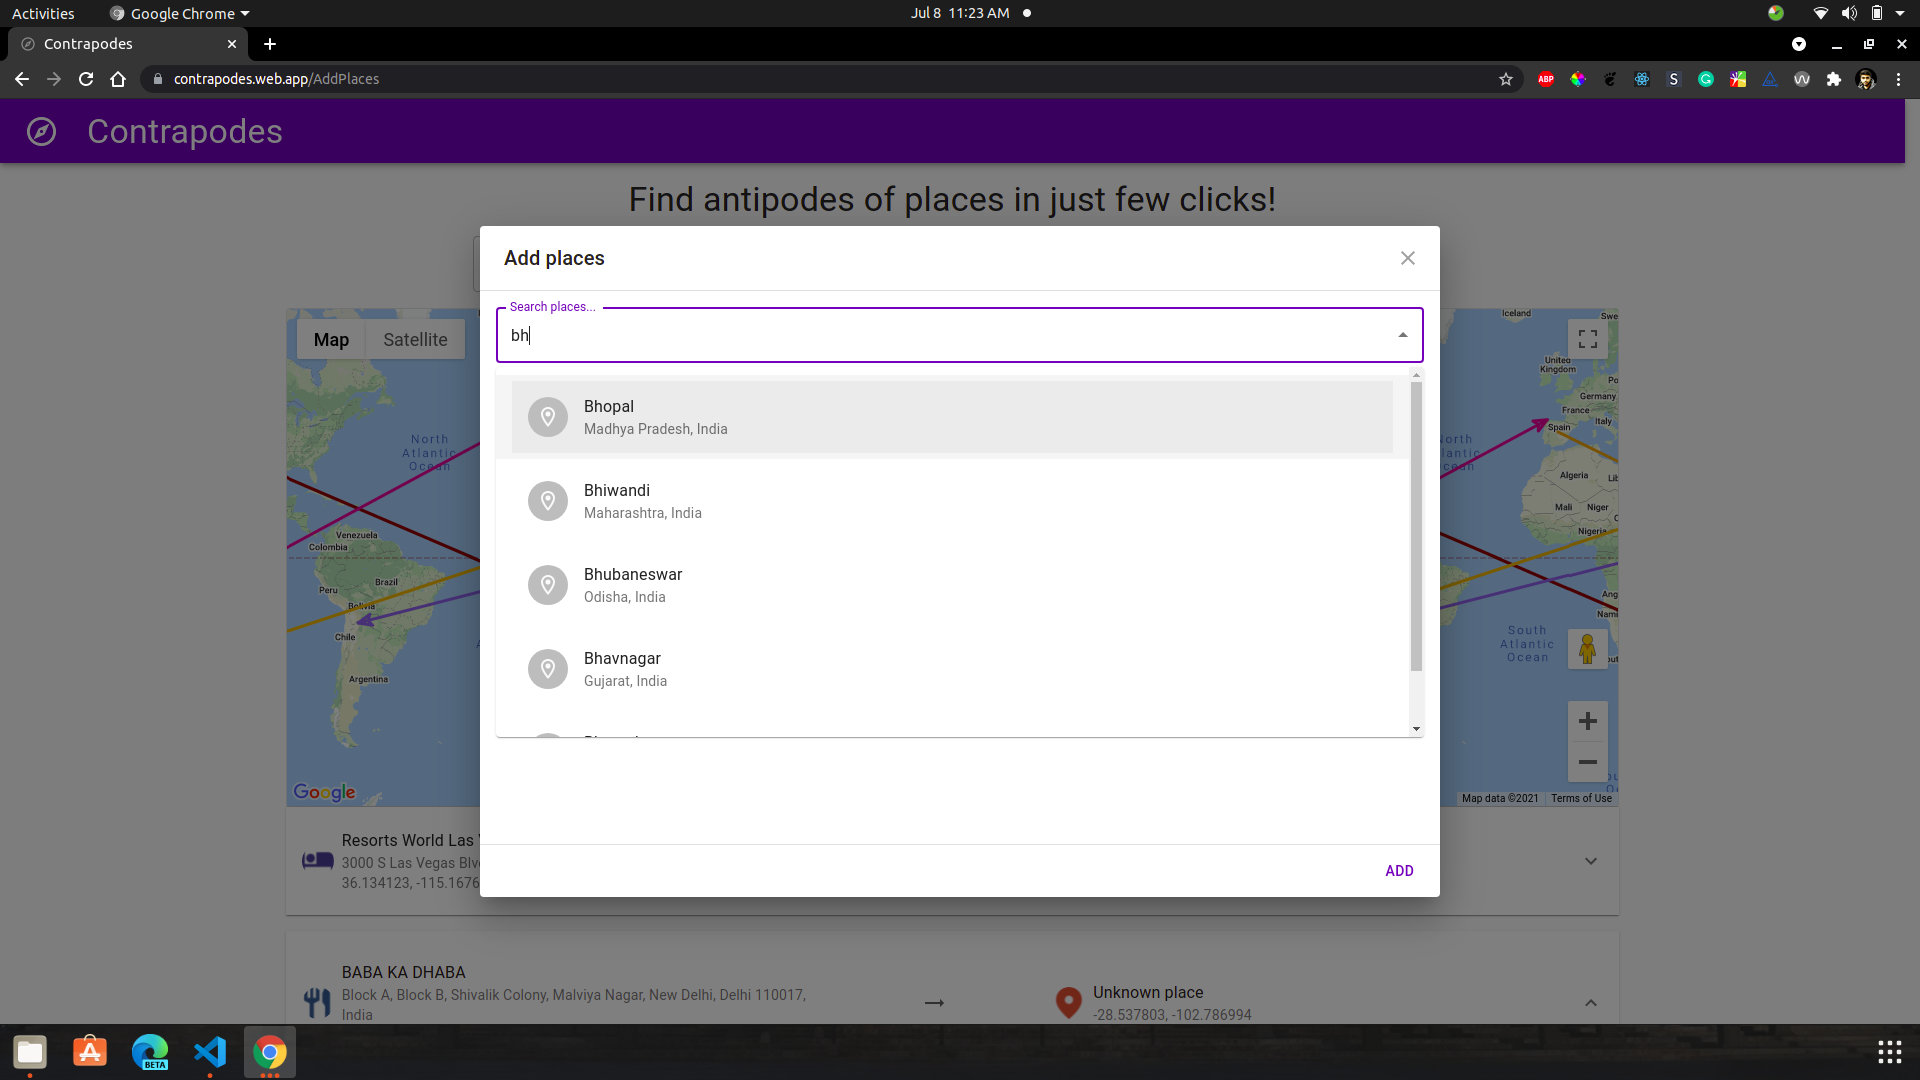 Activities
Google Chrome
Jul 8 11:23 AM
Contrapodes
contrapodes.web.app/AddPlaces
ABP
S
Contrapodes
Find antipodes of places in just few clicks!
Add places
Search places...
bh
Bhopal
Madhya Pradesh, India
Bhiwandi
Maharashtra, India
Bhubaneswar
Odisha, India
Bhavnagar
Gujarat, India
ADD
Map
Satellite
North
Atlantic
Ocean
Venezuela
Colombia
Brazil
Peru
Bolivia
Chile
Argentina
Google
Iceland
Swe
United
Kingdom
Po
Germany
France
Italy
Spain
Algeria
Lib
Mali
Niger
Nigeria
Ang
Nami
South
Atlantic
Ocean
Map data ©2021
Terms of Use
Resorts World Las
3000 S Las Vegas Blv
36.134123, -115.1676
BABA KA DHABA
Block A, Block B, Shivalik Colony, Malviya Nagar, New Delhi, Delhi 110017,
India
Unknown place
-28.537803, -102.786994
BETA